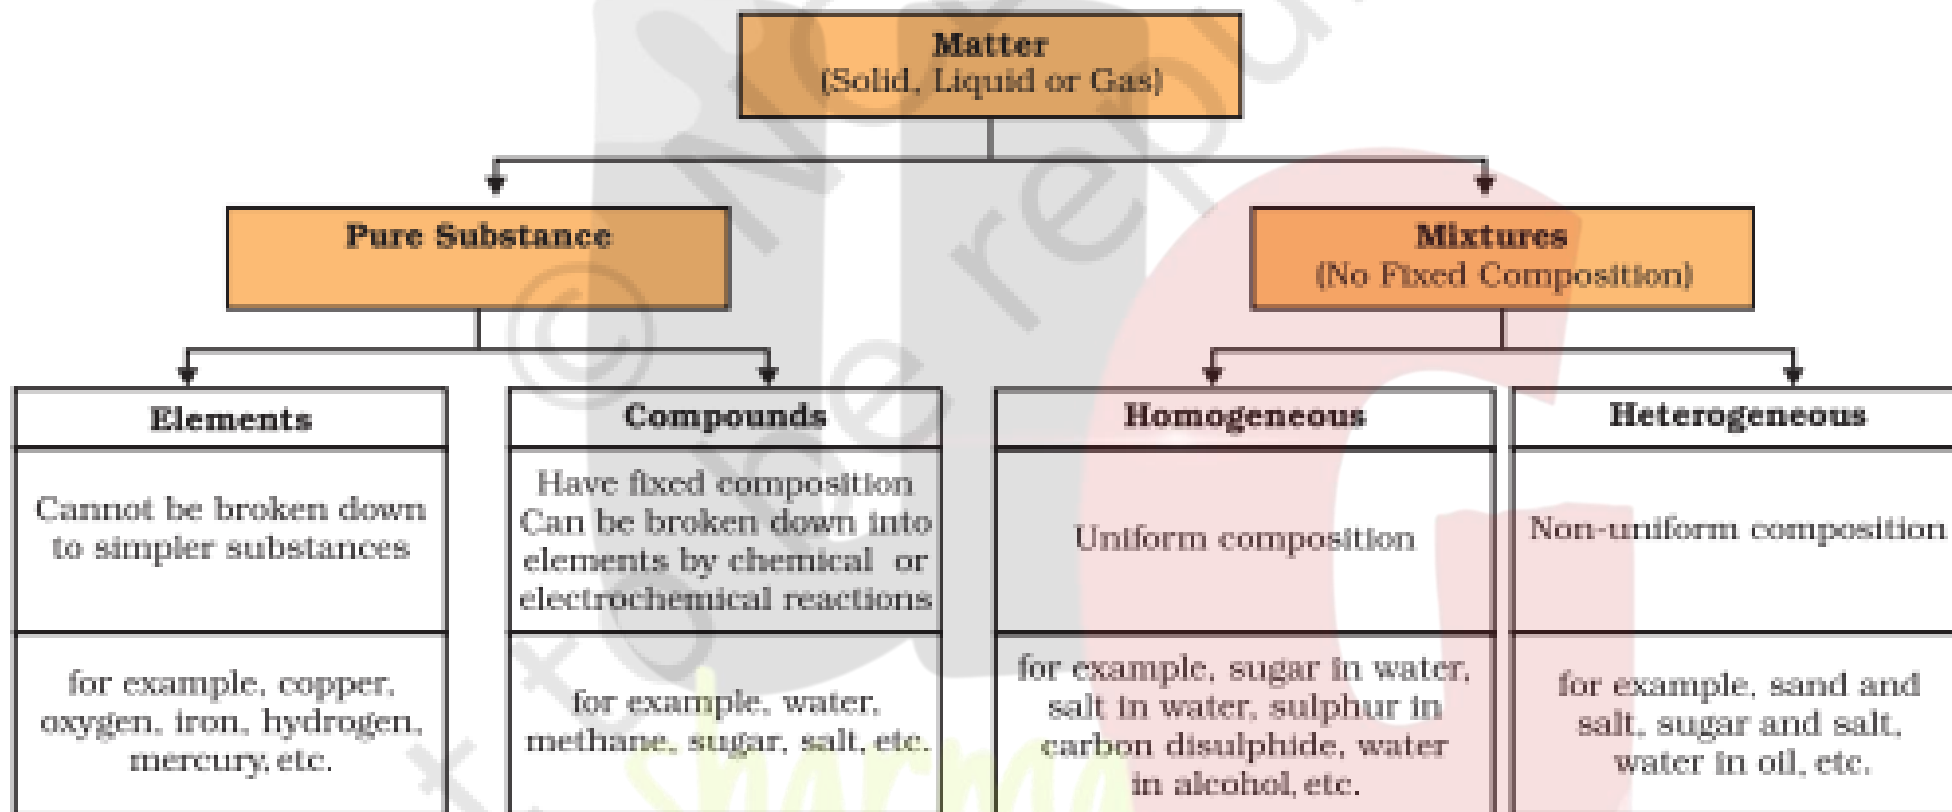 Matter
(Solid, Liquid or Gas)
Pure Substance
Mixtures
(No Fixed Composition)
Elements
Cannot be broken down
to simpler substances
for example, copper,
oxygen, iron, hydrogen,
mercury, etc.
Compounds
Have fixed composition
Can be broken down into
elements by chemical or
electrochemical reactions
for example, water,
methane, sugar, salt, etc.
Homogeneous
Uniform composition
for example, sugar in water,
salt in water, sulphur in
carbon disulphide, water
in alcohol, etc.
Heterogeneous
Non-uniform composition
for example, sand and
salt, sugar and salt,
water in oil, etc.
©
be
G
sharma